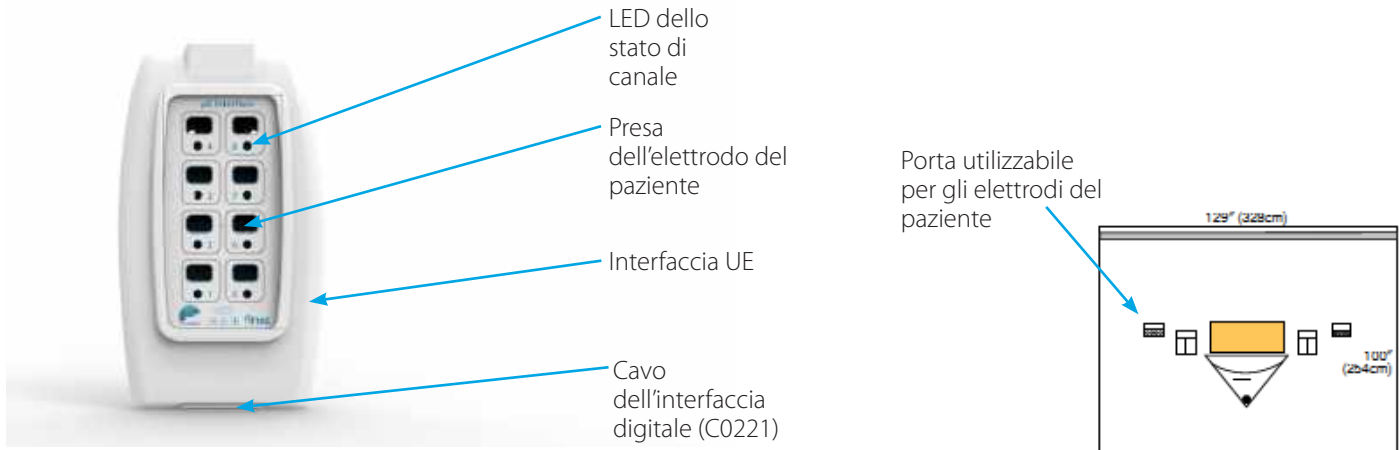 LED dello
stato di
canale
Presa
dell'elettrodo del
paziente
Interfaccia UE
Cavo
dell'interfaccia
digitale (C0221)
Porta utilizzabile
per gli elettrodi del
paziente
129" (328cm)
100"
(254cm)